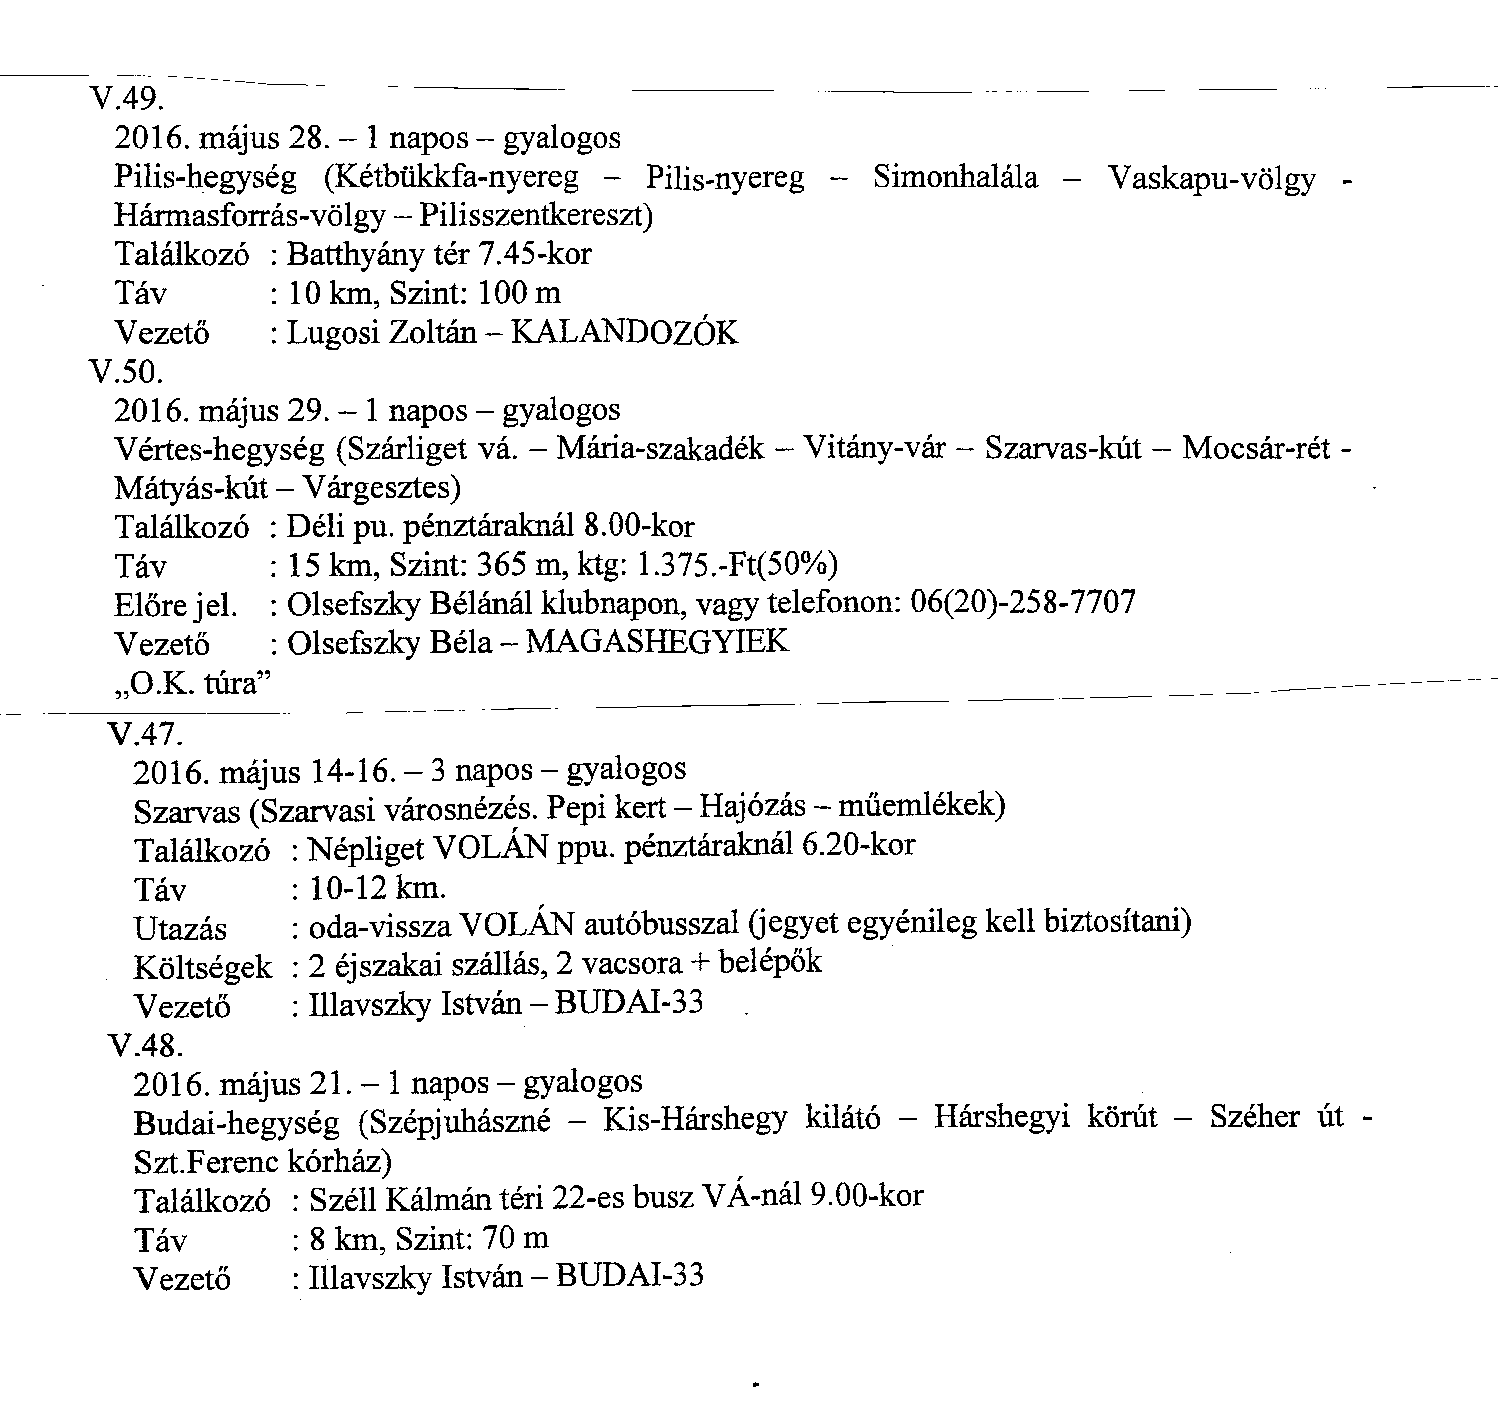 V.49.
2016. május 28. – 1 napos – gyalogos
Pilis-hegység (Kétbükkfa-nyereg – Pilis-nyereg – Simonhalála – Vaskapu-völgy -
Hármasforrás-völgy – Pilisszentkereszt)
Találkozó : Batthyány tér 7.45-kor
Táv : 10 km, Szint: 100 m
Vezető : Lugosi Zoltán – KALANDOZÓK
V.50.
2016. május 29. – 1 napos – gyalogos
Vértes-hegység (Szárliget vá. – Mária-szakadék – Vitány-vár – Szarvas-kút – Mocsár-rét -
Mátyás-kút – Várgesztes)
Találkozó : Déli pu. pénztáraknál 8.00-kor
Táv : 15 km, Szint: 365 m, ktg: 1.375.-Ft(50%)
Előre jel. : Olsefszky Bélánál klubnapon, vagy telefonon: 06(20)-258-7707
Vezető : Olsefszky Béla – MAGASHEGYIEK
„O.K. túra”
V.47.
2016. május 14-16. – 3 napos – gyalogos
Szarvas (Szarvasi városnézés. Pepi kert – Hajózás – műemlékek)
Találkozó : Népliget VOLÁN ppu. pénztáraknál 6.20-kor
Táv : 10-12 km.
Utazás : oda-vissza VOLÁN autóbusszal (jegyet egyénileg kell biztosítani)
Költségek : 2 éjszakai szállás, 2 vacsora + belépők
Vezető : Illavszky István – BUDAI-33
V.48.
2016. május 21. – 1 napos – gyalogos
Budai-hegység (Szépjuhászné – Kis-Hárshegy kilátó – Hárshegyi körút – Széher út -
Szt.Ferenc kórház)
Találkozó : Széll Kálmán téri 22-es busz VÁ-nál 9.00-kor
Táv : 8 km, Szint: 70 m
Vezető : Illavszky István – BUDAI-33